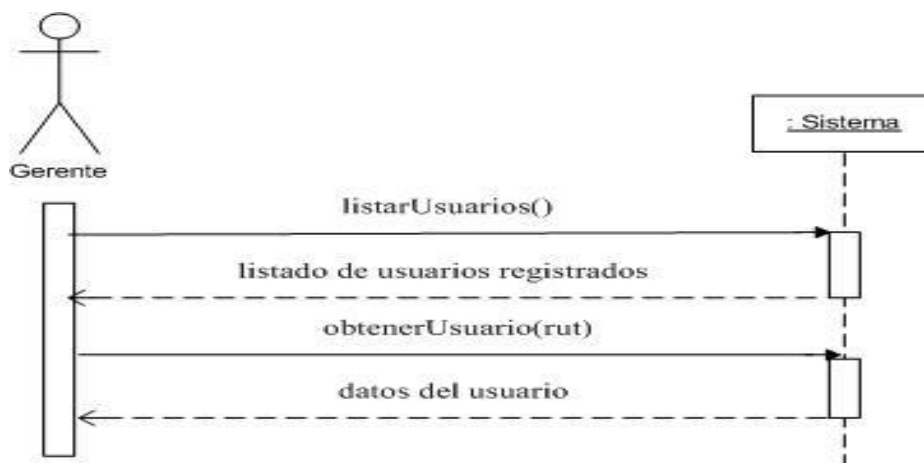 : Sistema
Gerente
listarUsuarios()
listado de usuarios registrados
obtenerUsuario(rut)
datos del usuario